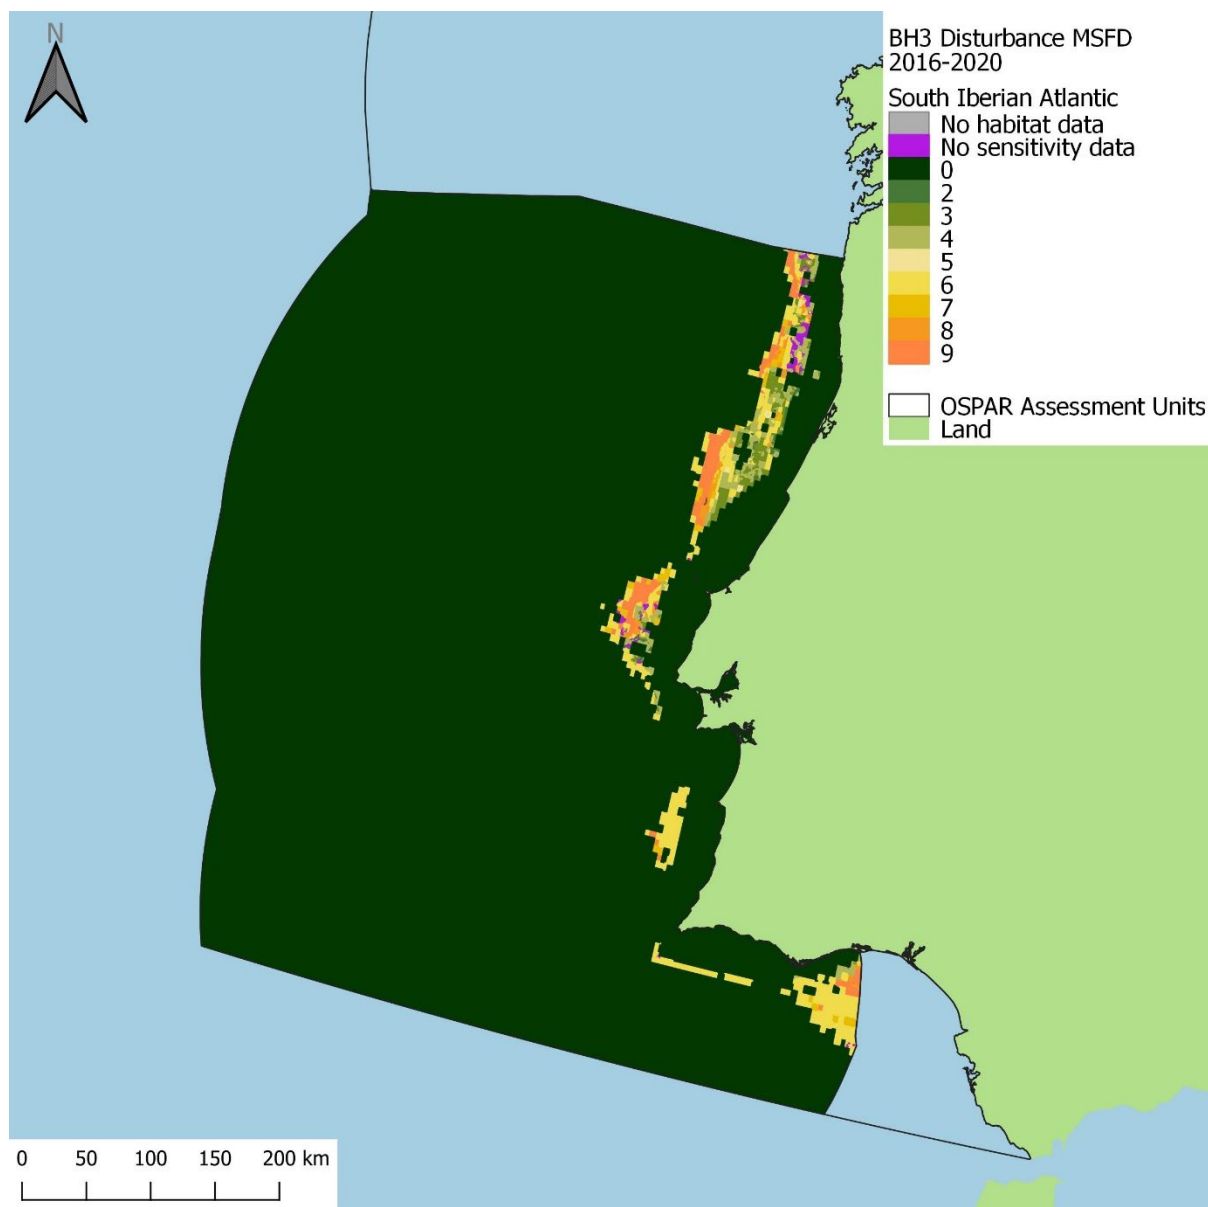 N
BH3 Disturbance MSFD
2016-2020
South Iberian Atlantic
No habitat data
No sensitivity data
0
2
3
4
5
6
7
8
9
OSPAR Assessment Units
Land
0 50 100 150 200 km